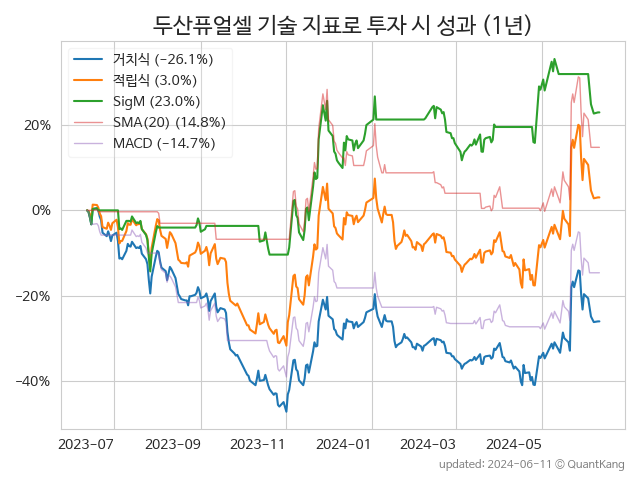 두산퓨얼셀 기술 지표로 투자 시 성과 (1년)
거치식 (−26.1%)
적립식 (3.0%)
SigM (23.0%)
SMA(20) (14.8%)
MACD (−14.7%)
20%
0%
−20%
−40%
2023−07 2023−09 2023−11 2024−01 2024−03 2024−05
updated: 2024−06−11 © QuantKang